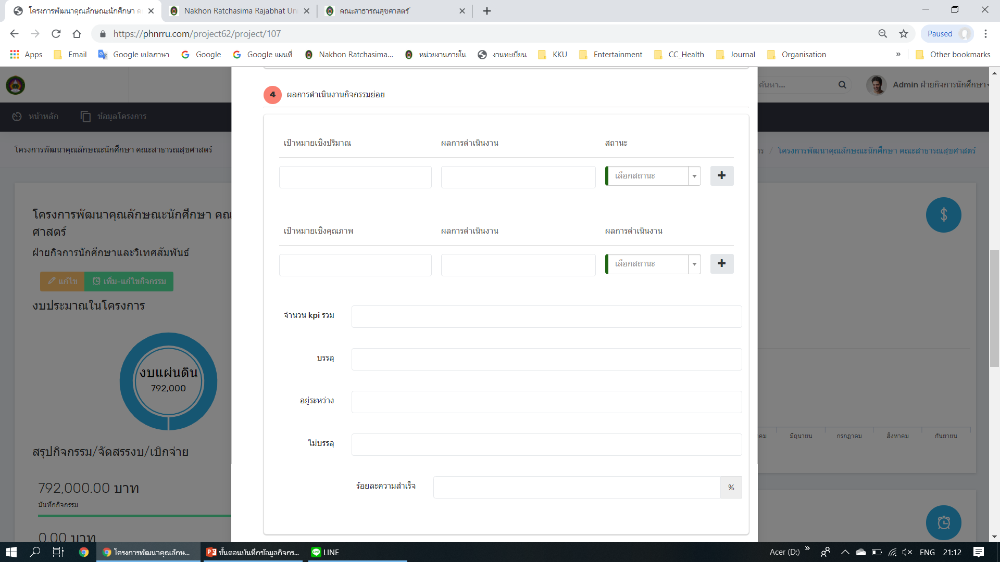 โครงการพัฒนาคุณลักษณะนักศึกษา ค
Nakhon Ratchasima Rajabhat Un
คณะสาธารณสุขศาสตร์
https://phnrru.com/project62/project/107
Paused
Apps
Email
Google แปลภาษา
Google
Google แผนที่
Nakhon Ratchasima...
หน่วยงานภายใน
งานทะเบียน
KKU
Entertainment
CC_Health
Journal
Organisation
»
Other bookmarks
ค้นหา...
Admin ฝ่ายกิจการนักศึกษา
หน้าหลัก
ข้อมูลโครงการ
โครงการพัฒนาคุณลักษณะนักศึกษา คณะสาธารณสุขศาสตร์
าร / โครงการพัฒนาคุณลักษณะนักศึกษา คณะสาธารณสุขศาสตร์
โครงการพัฒนาคุณลักษณะนักศึกษา คณ
ศาสตร์
ฝ่ายกิจการนักศึกษาและวิเทศสัมพันธ์
แก้ไข
เพิ่ม-แก้ไขกิจกรรม
งบประมาณในโครงการ
งบแผ่นดิน
792,000
สรุปกิจกรรม/จัดสรรงบ/เบิกจ่าย
792,000.00 บาท
บันทึกกิจกรรม
0.00 บาท
4 ผลการดำเนินงานกิจกรรมย่อย
เป้าหมายเชิงปริมาณ ผลการดำเนินงาน สถานะ
เลือกสถานะ
เป้าหมายเชิงคุณภาพ ผลการดำเนินงาน ผลการดำเนินงาน
เลือกสถานะ
จำนวน kpi รวม
บรรลุ
อยู่ระหว่าง
ไม่บรรลุ
ร้อยละความสำเร็จ %
$
าคม มิถุนายน กรกฏาคม สิงหาคม กันยายน
โครงการพัฒนาคุณลักษ...
ขั้นตอนบันทึกข้อมูลกิจกร...
LINE
Acer (D:) »
ENG
21:12